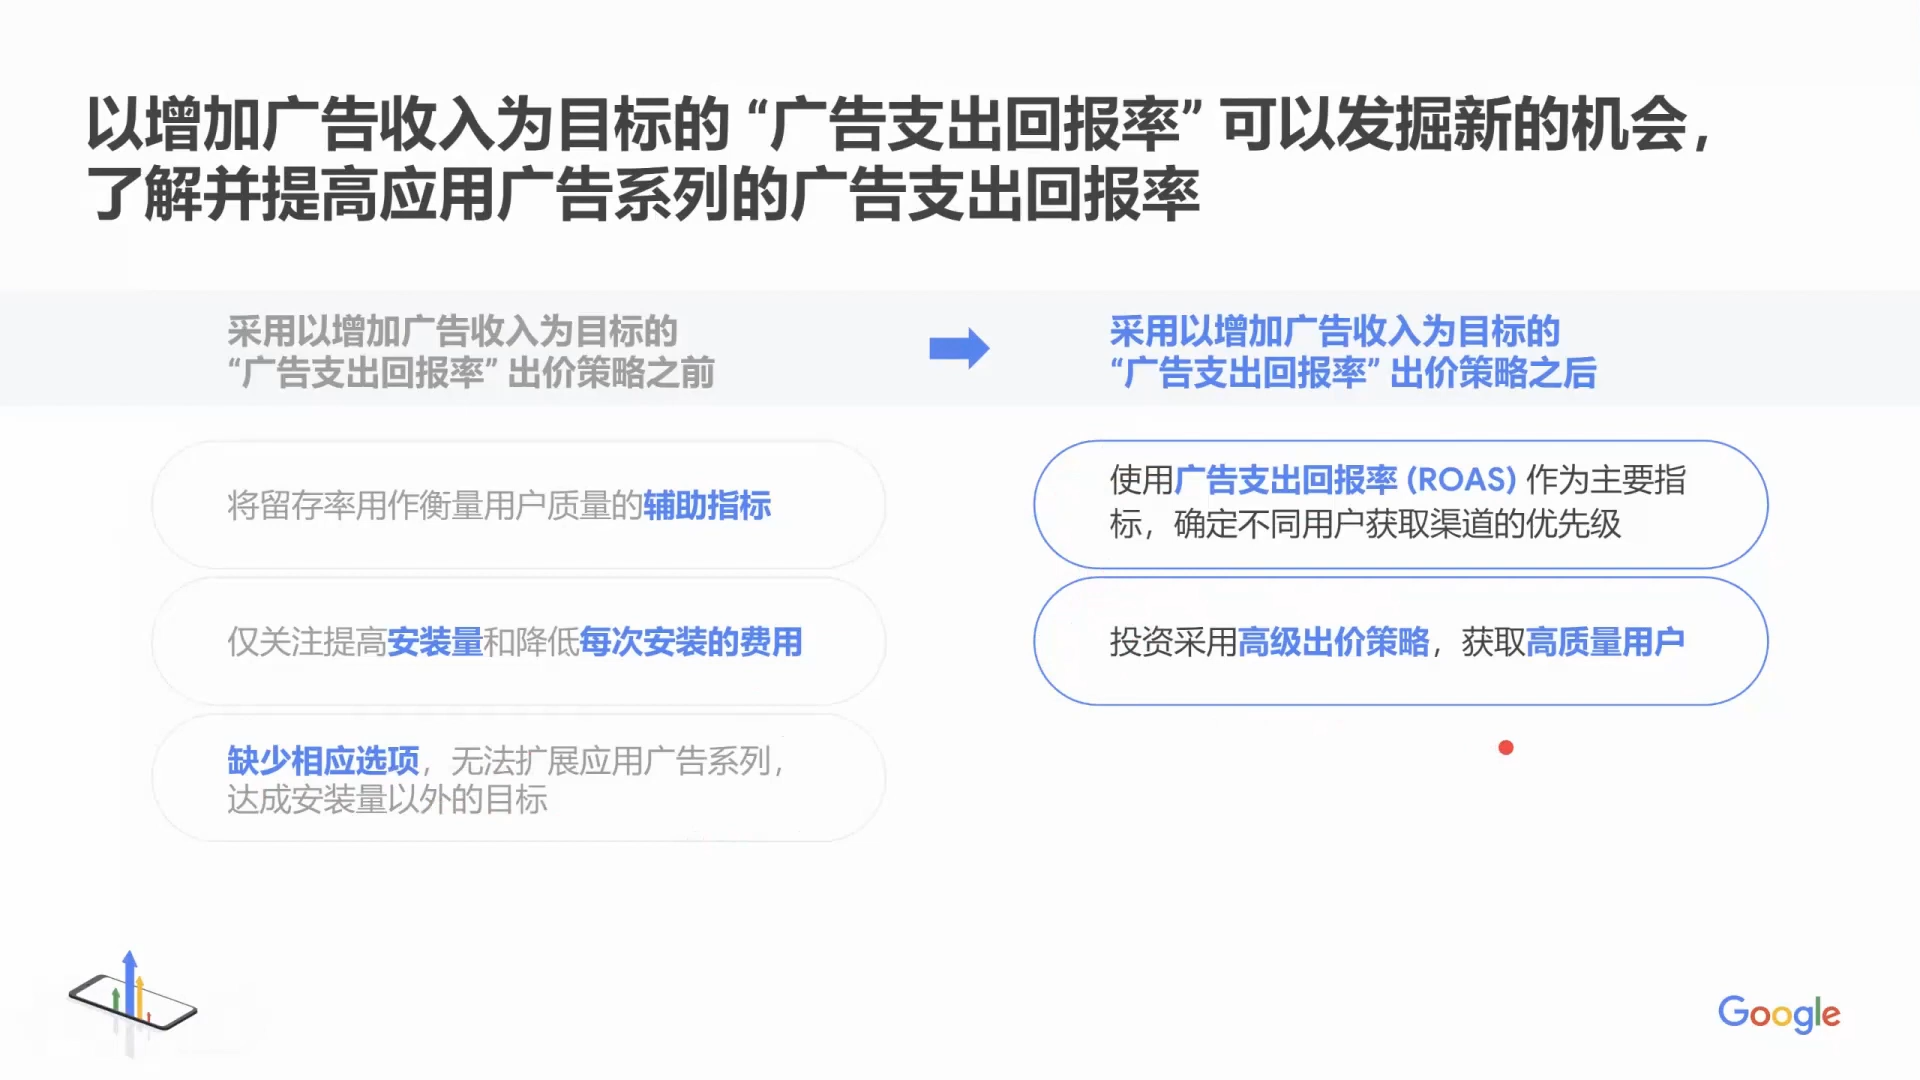 以增加广告收入为目标的 “广告支出回报率” 可以发掘新的机会，
了解并提高应用广告系列的广告支出回报率
采用以增加广告收入为目标的
“广告支出回报率” 出价策略之前
采用以增加广告收入为目标的
“广告支出回报率” 出价策略之后
将留存率用作衡量用户质量的辅助指标
仅关注提高安装量和降低每次安装的费用
缺少相应选项，无法扩展应用广告系列，
达成安装量以外的目标
使用广告支出回报率 (ROAS) 作为主要指
标，确定不同用户获取渠道的优先级
投资采用高级出价策略，获取高质量用户
Google